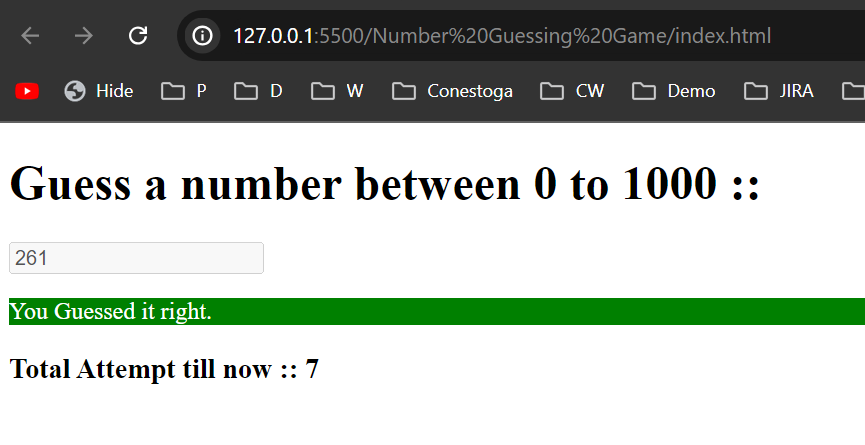 127.0.0.1:5500/Number%20Guessing%20Game/index.html
Hide P D W Conestoga CW Demo JIRA
Guess a number between 0 to 1000 ::
261
You Guessed it right.
Total Attempt till now :: 7